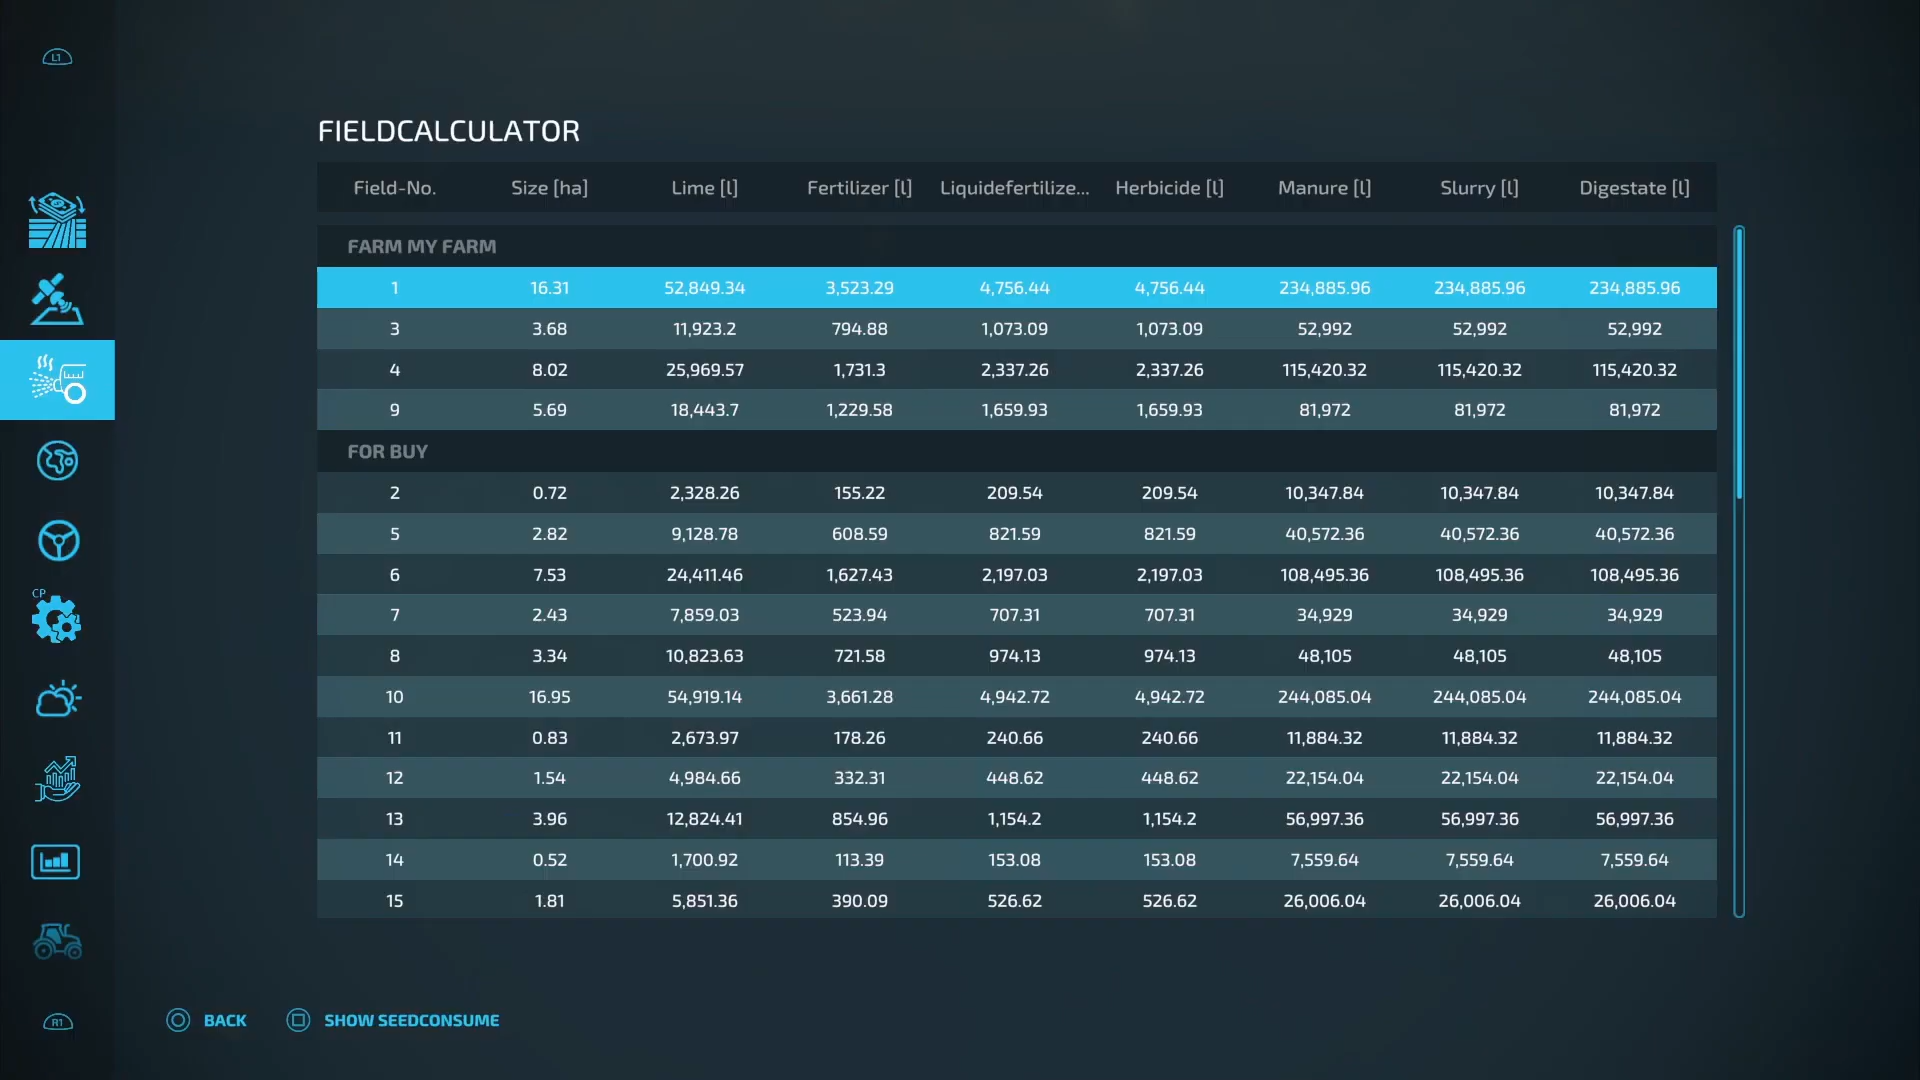 L1
FIELDCALCULATOR
Field-No. Size [ha] Lime [l] Fertilizer [l] Liquidefertilize... Herbicide [l] Manure [l] Slurry [l] Digestate [l]
FARM MY FARM
1 16.31 52,849.34 3,523.29 4,756.44 4,756.44 234,885.96 234,885.96 234,885.96
3 3.68 11,923.2 794.88 1,073.09 1,073.09 52,992 52,992 52,992
4 8.02 25,969.57 1,731.3 2,337.26 2,337.26 115,420.32 115,420.32 115,420.32
9 5.69 18,443.7 1,229.58 1,659.93 1,659.93 81,972 81,972 81,972
FOR BUY
2 0.72 2,328.26 155.22 209.54 209.54 10,347.84 10,347.84 10,347.84
5 2.82 9,128.78 608.59 821.59 821.59 40,572.36 40,572.36 40,572.36
6 7.53 24,411.46 1,627.43 2,197.03 2,197.03 108,495.36 108,495.36 108,495.36
7 2.43 7,859.03 523.94 707.31 707.31 34,929 34,929 34,929
8 3.34 10,823.63 721.58 974.13 974.13 48,105 48,105 48,105
10 16.95 54,919.14 3,661.28 4,942.72 4,942.72 244,085.04 244,085.04 244,085.04
11 0.83 2,673.97 178.26 240.66 240.66 11,884.32 11,884.32 11,884.32
12 1.54 4,984.66 332.31 448.62 448.62 22,154.04 22,154.04 22,154.04
13 3.96 12,824.41 854.96 1,154.2 1,154.2 56,997.36 56,997.36 56,997.36
14 0.52 1,700.92 113.39 153.08 153.08 7,559.64 7,559.64 7,559.64
15 1.81 5,851.36 390.09 526.62 526.62 26,006.04 26,006.04 26,006.04
CP
R1
BACK SHOW SEEDCONSUME